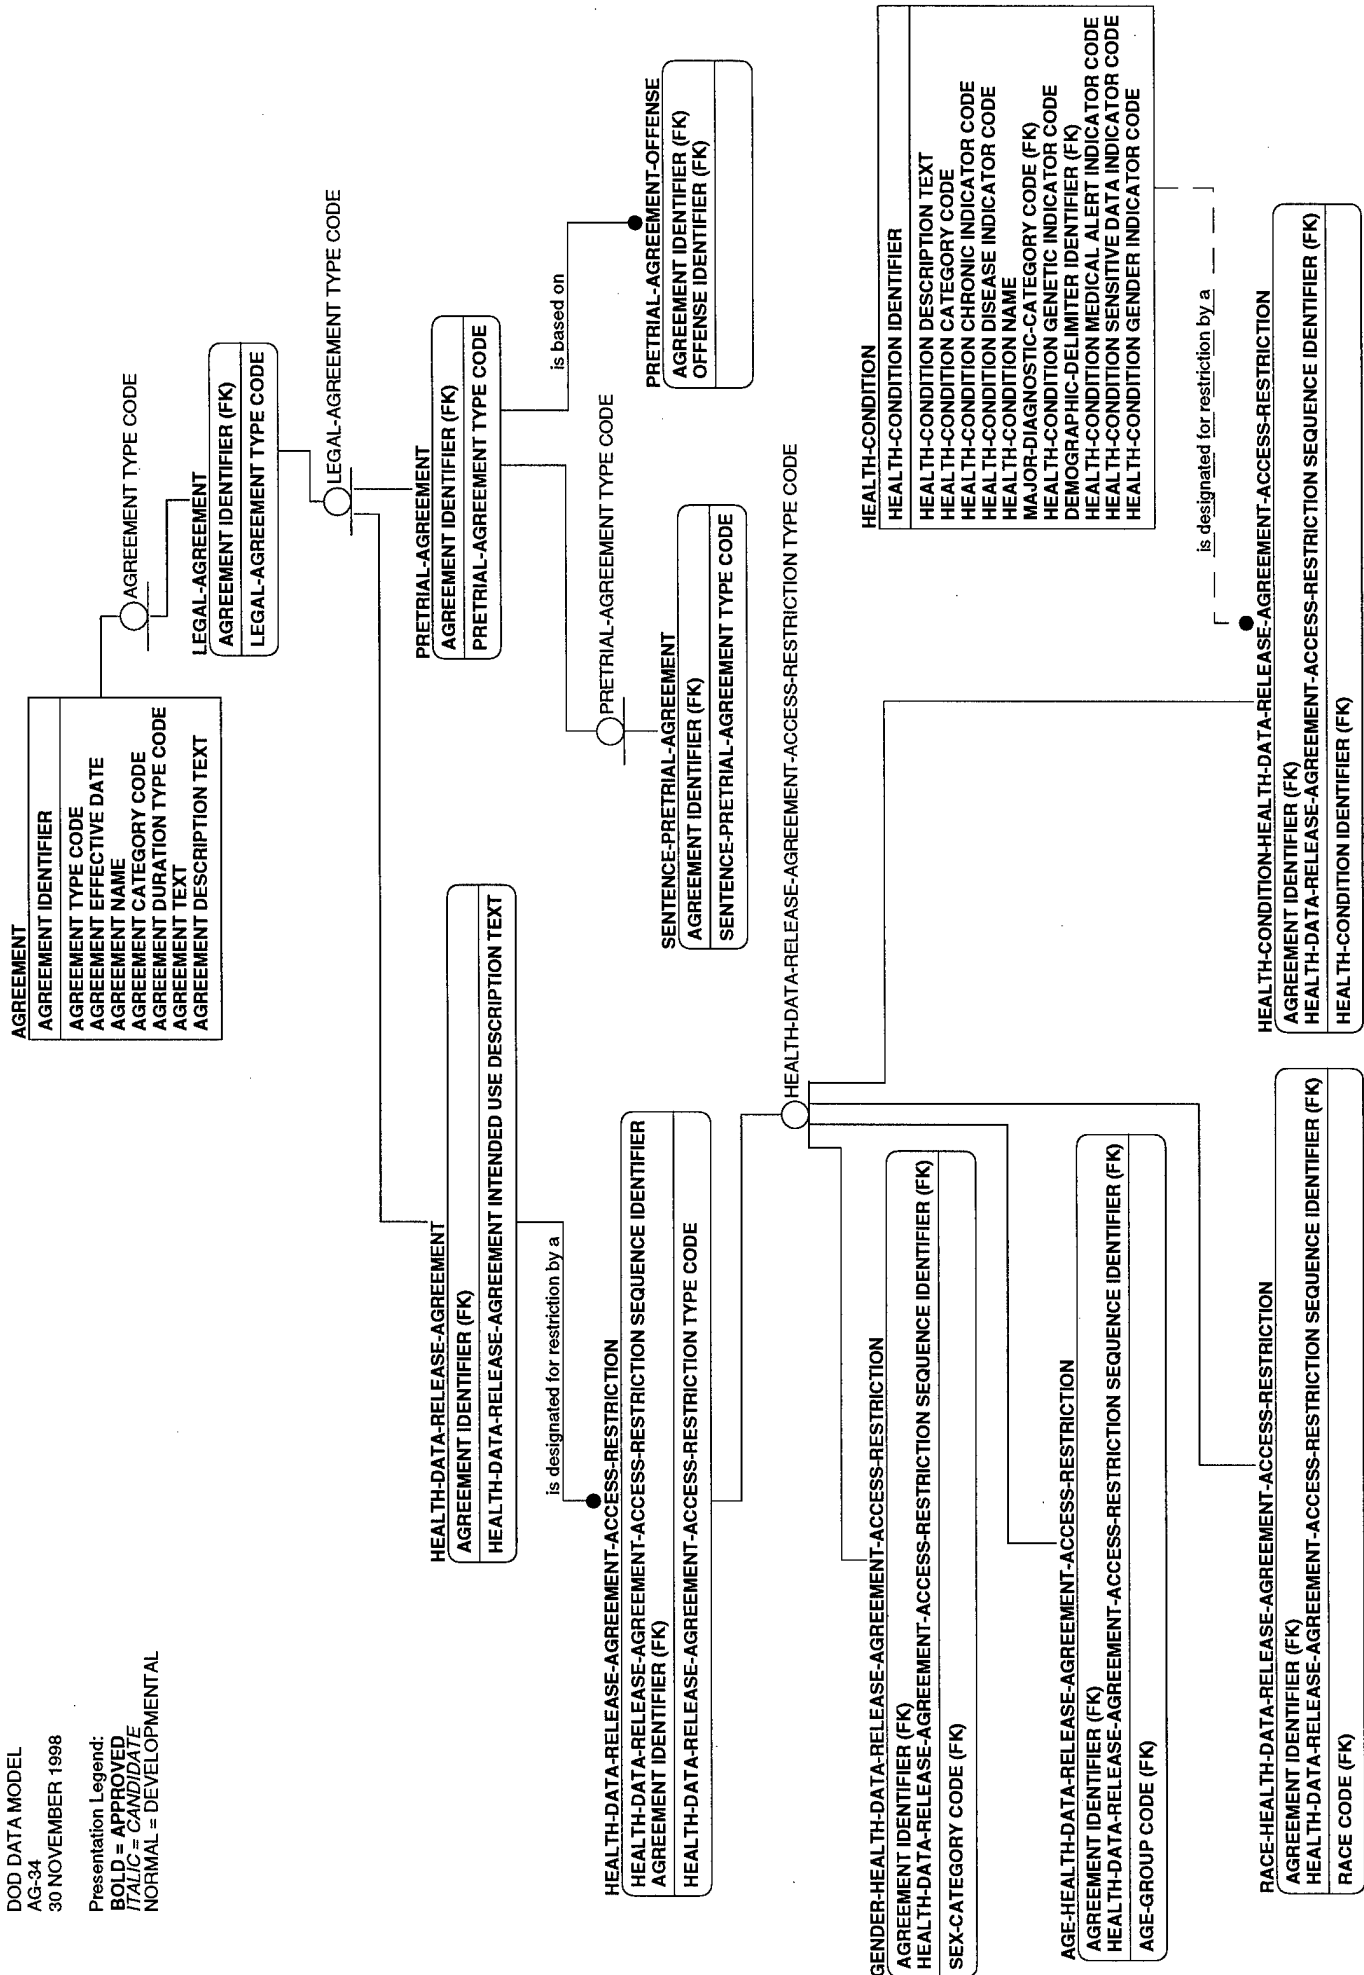 DOD DATA MODEL
AG-34
30 NOVEMBER 1998
Presentation Legend:
BOLD = APPROVED
ITALIC = CANDIDATE
NORMAL = DEVELOPMENTAL
AGREEMENT
AGREEMENT IDENTIFIER
AGREEMENT TYPE CODE
AGREEMENT EFFECTIVE DATE
AGREEMENT NAME
AGREEMENT CATEGORY CODE
AGREEMENT DURATION TYPE CODE
AGREEMENT TEXT
AGREEMENT DESCRIPTION TEXT
AGREEMENT TYPE CODE
LEGAL-AGREEMENT
AGREEMENT IDENTIFIER (FK)
LEGAL-AGREEMENT TYPE CODE
LEGAL-AGREEMENT TYPE CODE
HEALTH-DATA-RELEASE-AGREEMENT
AGREEMENT IDENTIFIER (FK)
HEALTH-DATA-RELEASE-AGREEMENT INTENDED USE DESCRIPTION TEXT
is designated for restriction by a
PRETRIAL-AGREEMENT
AGREEMENT IDENTIFIER (FK)
PRETRIAL-AGREEMENT TYPE CODE
is based on
PRETRIAL-AGREEMENT TYPE CODE
PRETRIAL-AGREEMENT-OFFENSE
AGREEMENT IDENTIFIER (FK)
OFFENSE IDENTIFIER (FK)
SENTENCE-PRETRIAL-AGREEMENT
AGREEMENT IDENTIFIER (FK)
SENTENCE-PRETRIAL-AGREEMENT TYPE CODE
HEALTH-DATA-RELEASE-AGREEMENT-ACCESS-RESTRICTION
HEALTH-DATA-RELEASE-AGREEMENT-ACCESS-RESTRICTION SEQUENCE IDENTIFIER
AGREEMENT IDENTIFIER (FK)
HEALTH-DATA-RELEASE-AGREEMENT-ACCESS-RESTRICTION TYPE CODE
HEALTH-DATA-RELEASE-AGREEMENT-ACCESS-RESTRICTION TYPE CODE
GENDER-HEALTH-DATA-RELEASE-AGREEMENT-ACCESS-RESTRICTION
AGREEMENT IDENTIFIER (FK)
HEALTH-DATA-RELEASE-AGREEMENT-ACCESS-RESTRICTION SEQUENCE IDENTIFIER (FK)
SEX-CATEGORY CODE (FK)
AGE-HEALTH-DATA-RELEASE-AGREEMENT-ACCESS-RESTRICTION
AGREEMENT IDENTIFIER (FK)
HEALTH-DATA-RELEASE-AGREEMENT-ACCESS-RESTRICTION SEQUENCE IDENTIFIER (FK)
AGE-GROUP CODE (FK)
RACE-HEALTH-DATA-RELEASE-AGREEMENT-ACCESS-RESTRICTION
AGREEMENT IDENTIFIER (FK)
HEALTH-DATA-RELEASE-AGREEMENT-ACCESS-RESTRICTION SEQUENCE IDENTIFIER (FK)
RACE CODE (FK)
HEALTH-CONDITION
HEALTH-CONDITION IDENTIFIER
HEALTH-CONDITION DESCRIPTION TEXT
HEALTH-CONDITION CATEGORY CODE
HEALTH-CONDITION CHRONIC INDICATOR CODE
HEALTH-CONDITION DISEASE INDICATOR CODE
HEALTH-CONDITION NAME
MAJOR-DIAGNOSTIC-CATEGORY CODE (FK)
HEALTH-CONDITION GENETIC INDICATOR CODE
DEMOGRAPHIC-DELIMITER IDENTIFIER (FK)
HEALTH-CONDITION MEDICAL ALERT INDICATOR CODE
HEALTH-CONDITION SENSITIVE DATA INDICATOR CODE
HEALTH-CONDITION GENDER INDICATOR CODE
is designated for restriction by a
HEALTH-CONDITION-HEALTH-DATA-RELEASE-AGREEMENT-ACCESS-RESTRICTION
AGREEMENT IDENTIFIER (FK)
HEALTH-DATA-RELEASE-AGREEMENT-ACCESS-RESTRICTION SEQUENCE IDENTIFIER (FK)
HEALTH-CONDITION IDENTIFIER (FK)